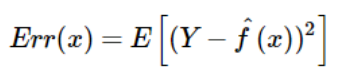 Err(x) = E[(Y − f̂(x))²]